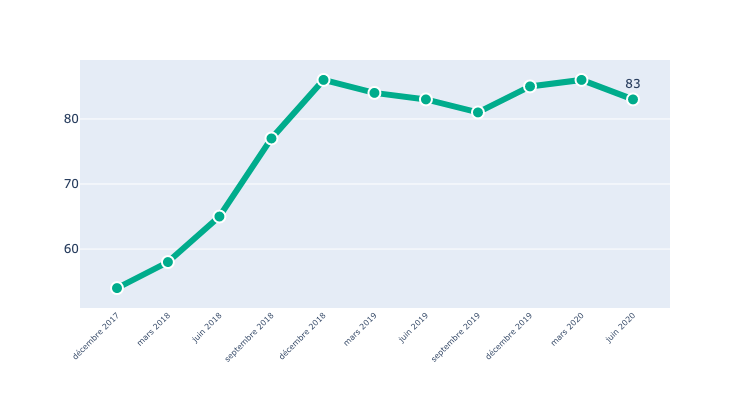 83
80
70
60
décembre 2017
mars 2018
juin 2018
septembre 2018
décembre 2018
mars 2019
juin 2019
septembre 2019
décembre 2019
mars 2020
juin 2020